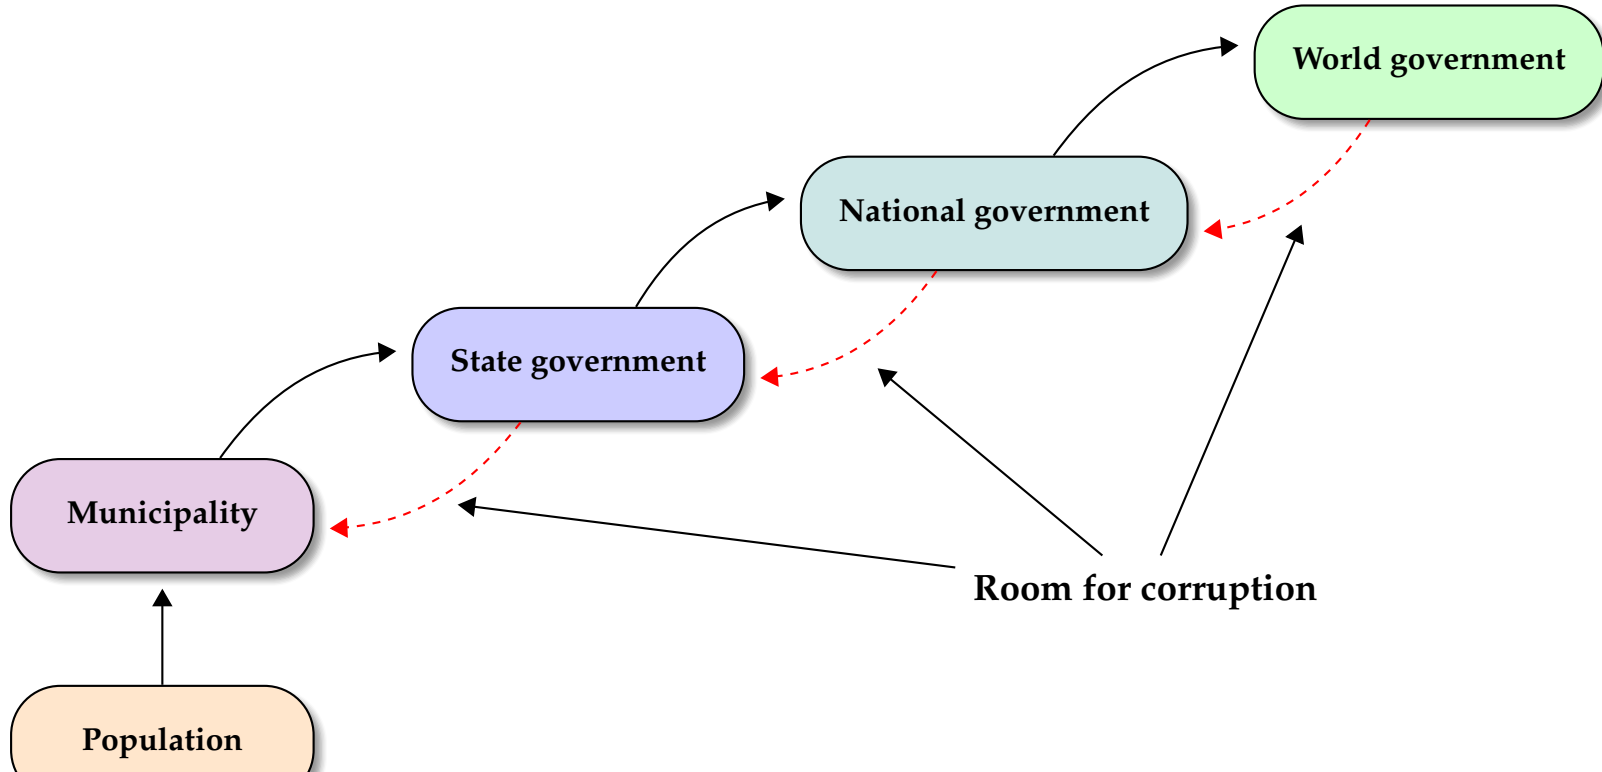 World government
National government
State government
Municipality
Room for corruption
Population